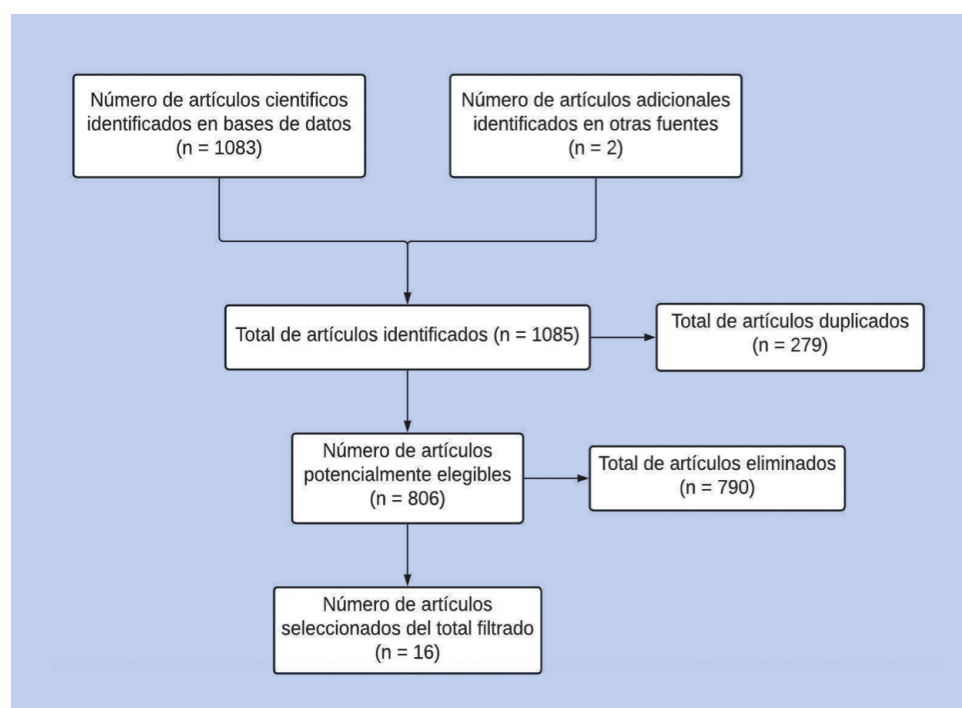 Número de artículos cientificos
identificados en bases de datos
(n = 1083)
Número de artículos adicionales
identificados en otras fuentes
(n = 2)
Total de artículos identificados (n = 1085)
Total de artículos duplicados
(n = 279)
Número de artículos
potencialmente elegibles
(n = 806)
Total de artículos eliminados
(n = 790)
Número de artículos
seleccionados del total filtrado
(n = 16)